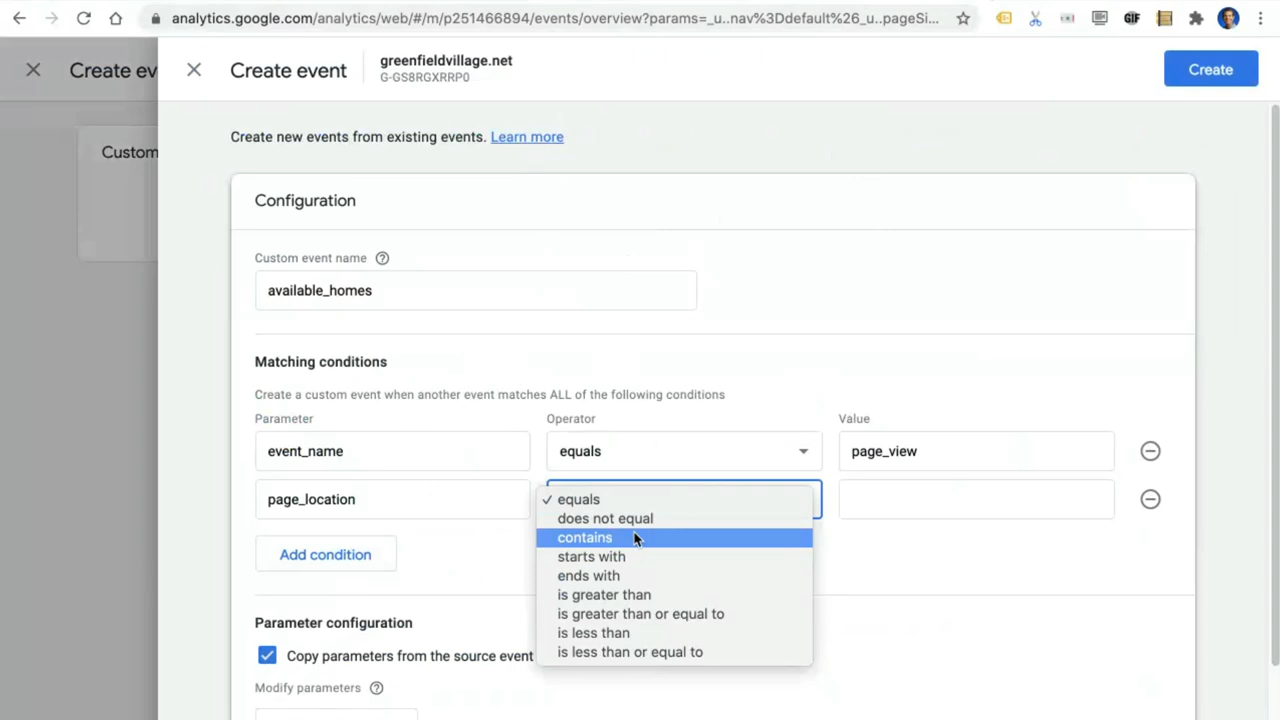 analytics.google.com/analytics/web/#/m/p251466894/events/overview?params=_u..nav%3Ddefault%26_u..pageSi...
GIF
Create ev
Create event
greenfieldvillage.net
G-GS8RGXRRP0
Create
Create new events from existing events. Learn more
Custom
Configuration
Custom event name
available_homes
Matching conditions
Create a custom event when another event matches ALL of the following conditions
Parameter Operator Value
event_name equals page_view
page_location
equals
does not equal
contains
starts with
ends with
is greater than
is greater than or equal to
is less than
is less than or equal to
Add condition
Parameter configuration
Copy parameters from the source event
Modify parameters